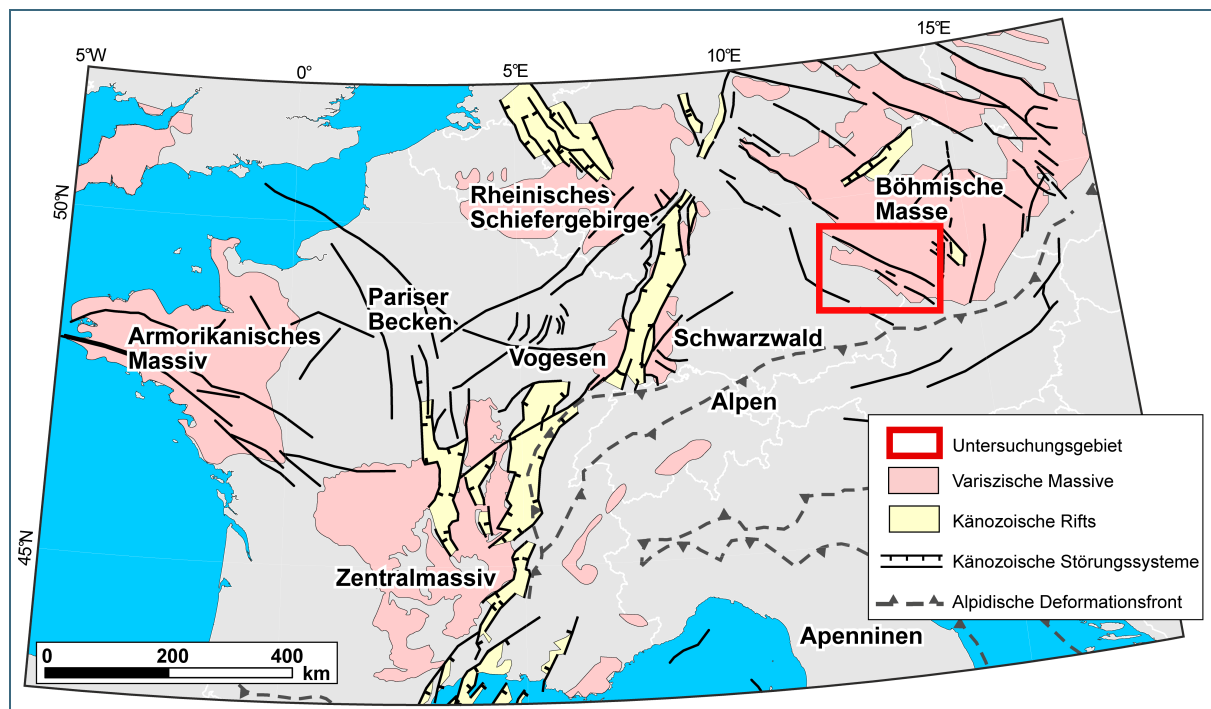 5°W
0°
5°E
10°E
15°E
50°N
45°N
Rheinisches
Schiefergebirge
Böhmische
Masse
Pariser
Becken
Armorikanisches
Massiv
Vogesen
Schwarzwald
Alpen
Zentralmassiv
Apenninen
Untersuchungsgebiet
Variszische Massive
Känozoische Rifts
Känozoische Störungssysteme
Alpidische Deformationsfront
0 200 400
km